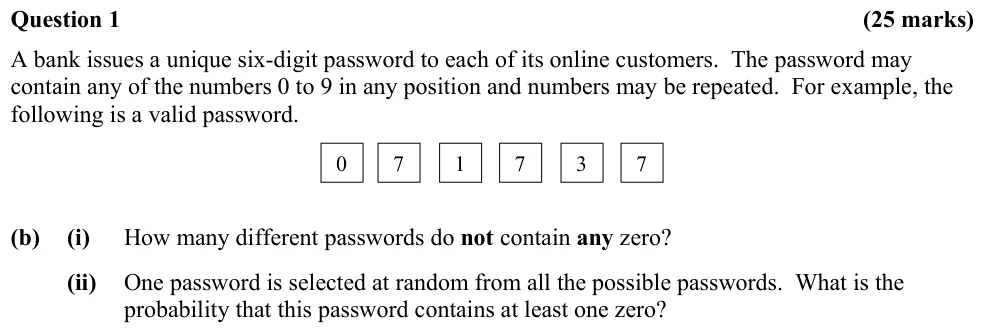 Question 1 (25 marks)
A bank issues a unique six-digit password to each of its online customers. The password may
contain any of the numbers 0 to 9 in any position and numbers may be repeated. For example, the
following is a valid password.
0 7 1 7 3 7
(b) (i) How many different passwords do not contain any zero?
(ii) One password is selected at random from all the possible passwords. What is the
probability that this password contains at least one zero?